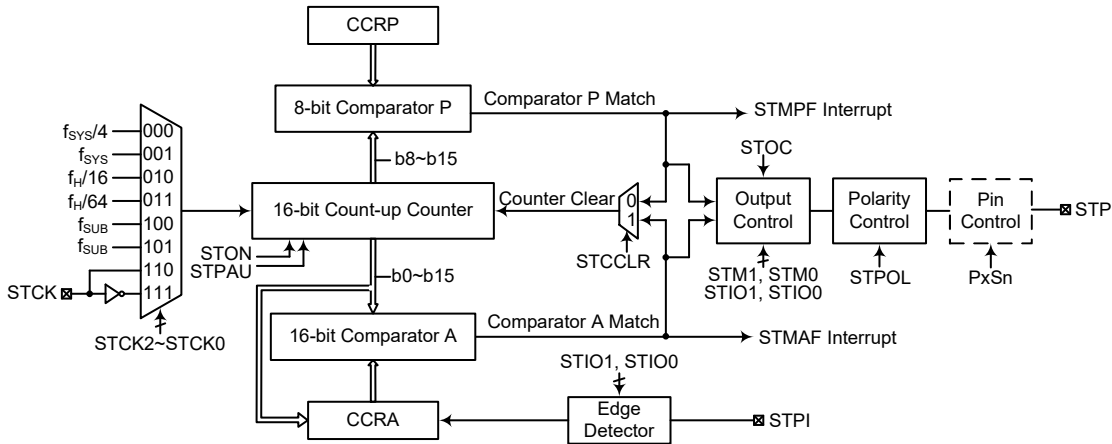 CCRP
8-bit Comparator P
Comparator P Match
STMPF Interrupt
b8~b15
fSYS/4
000
fSYS
001
fH/16
010
fH/64
011
fSUB
100
fSUB
101
110
111
STCK
STCK2~STCK0
16-bit Count-up Counter
STON
STPAU
Counter Clear
0
1
STCCLR
STOC
Output
Control
STM1, STM0
STIO1, STIO0
Polarity
Control
STPOL
Pin
Control
PxSn
STP
b0~b15
16-bit Comparator A
Comparator A Match
STMAF Interrupt
STIO1, STIO0
CCRA
Edge
Detector
STPI